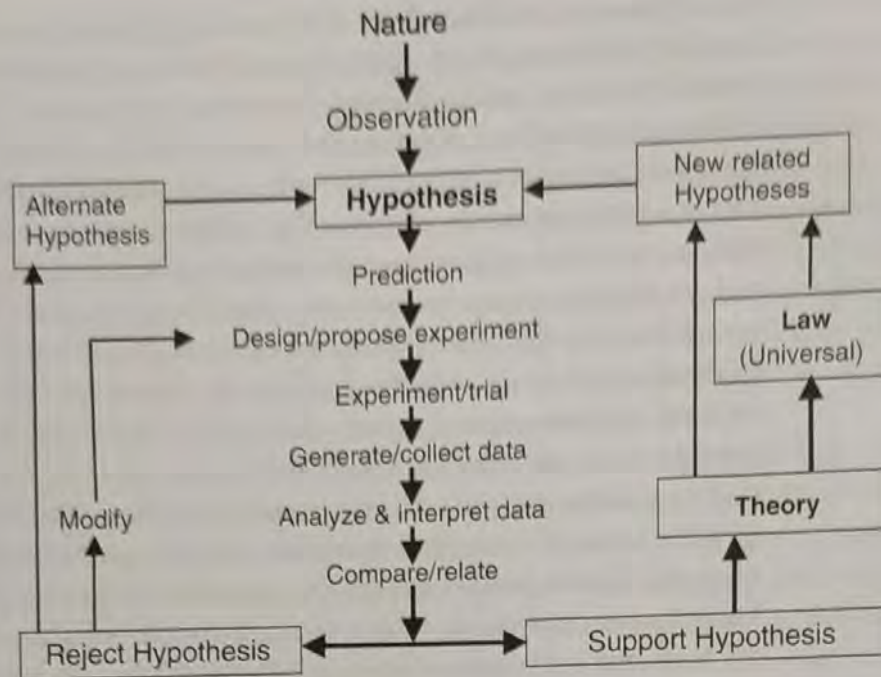 Nature
Observation
Hypothesis
Alternate
Hypothesis
New related
Hypotheses
Prediction
Design/propose experiment
Law
(Universal)
Experiment/trial
Generate/collect data
Modify
Analyze & interpret data
Theory
Compare/relate
Reject Hypothesis
Support Hypothesis